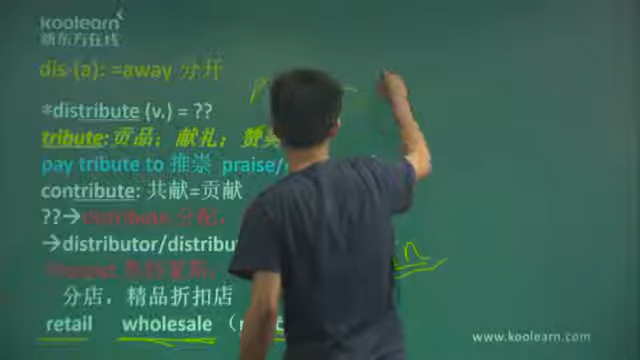 koolearn
新东方在线
dis-(a): =away 分开
*distribute (v.) = ??
tribute:贡品; 献礼; 赞
pay tribute to 推崇 praise/
contribute: 共献=贡献
??→distribute 分配,
→distributor/distribu
分店，精品折扣店
retail wholesale
www.koolearn.com